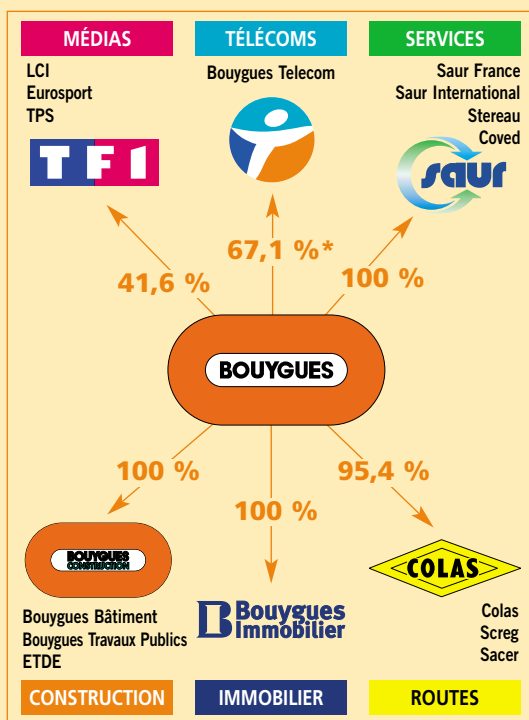 MÉDIAS
TÉLÉCOMS
SERVICES
LCI
Eurosport
TPS
TF1
Bouygues Telecom
Saur France
Saur International
Stereau
Coved
saur
41,6 %
67,1 %*
100 %
BOUYGUES
100 %
100 %
95,4 %
BOUYGUES
CONSTRUCTION
Bouygues Bâtiment
Bouygues Travaux Publics
ETDE
Bouygues
Immobilier
COLAS
Colas
Screg
Sacer
CONSTRUCTION
IMMOBILIER
ROUTES